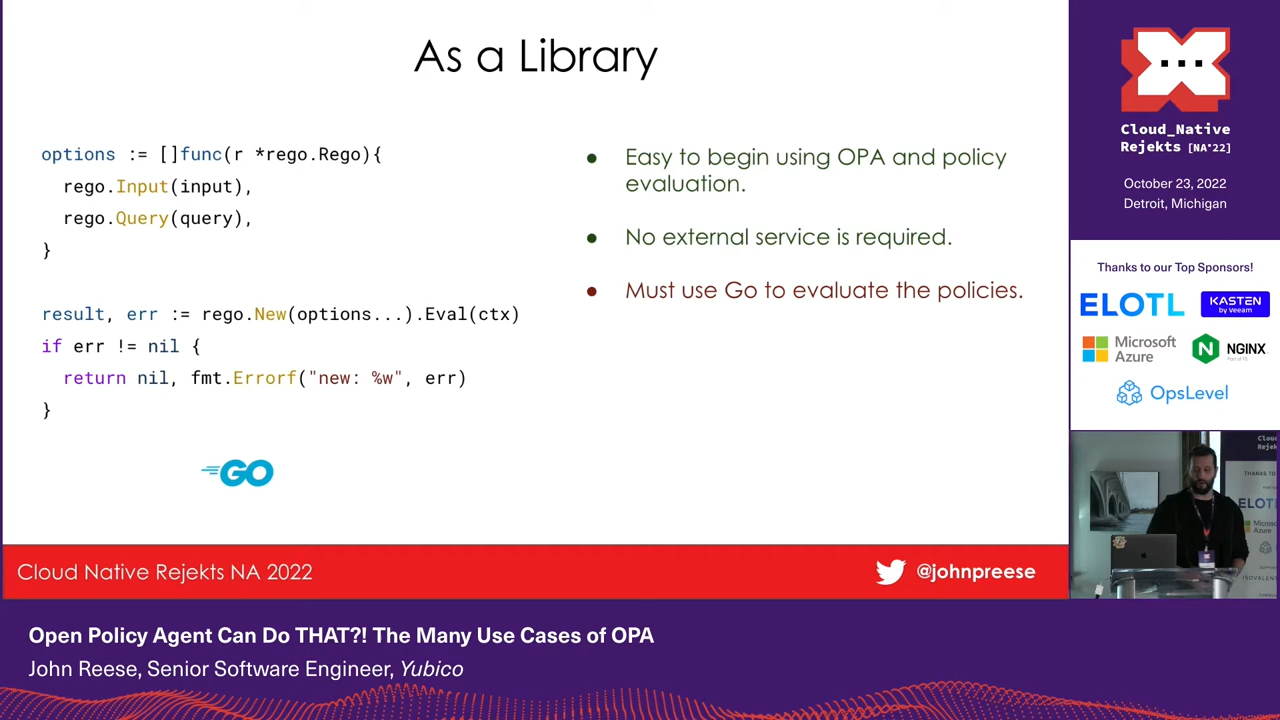 As a Library
options := []func(r *rego.Rego){
rego.Input(input),
rego.Query(query),
}
result, err := rego.New(options...).Eval(ctx)
if err != nil {
return nil, fmt.Errorf("new: %w", err)
}
GO
● Easy to begin using OPA and policy
evaluation.
● No external service is required.
● Must use Go to evaluate the policies.
Cloud Native Rejekts NA 2022
@johnpreese
Open Policy Agent Can Do THAT?! The Many Use Cases of OPA
John Reese, Senior Software Engineer, Yubico
Cloud_Native
Rejekts [NA'22]
October 23, 2022
Detroit, Michigan
Thanks to our Top Sponsors!
ELOTL
KASTEN
by Veeam
Microsoft
Azure
N NGINX
OpsLevel
THANKS TO
ELOT
Microsoft
Azure